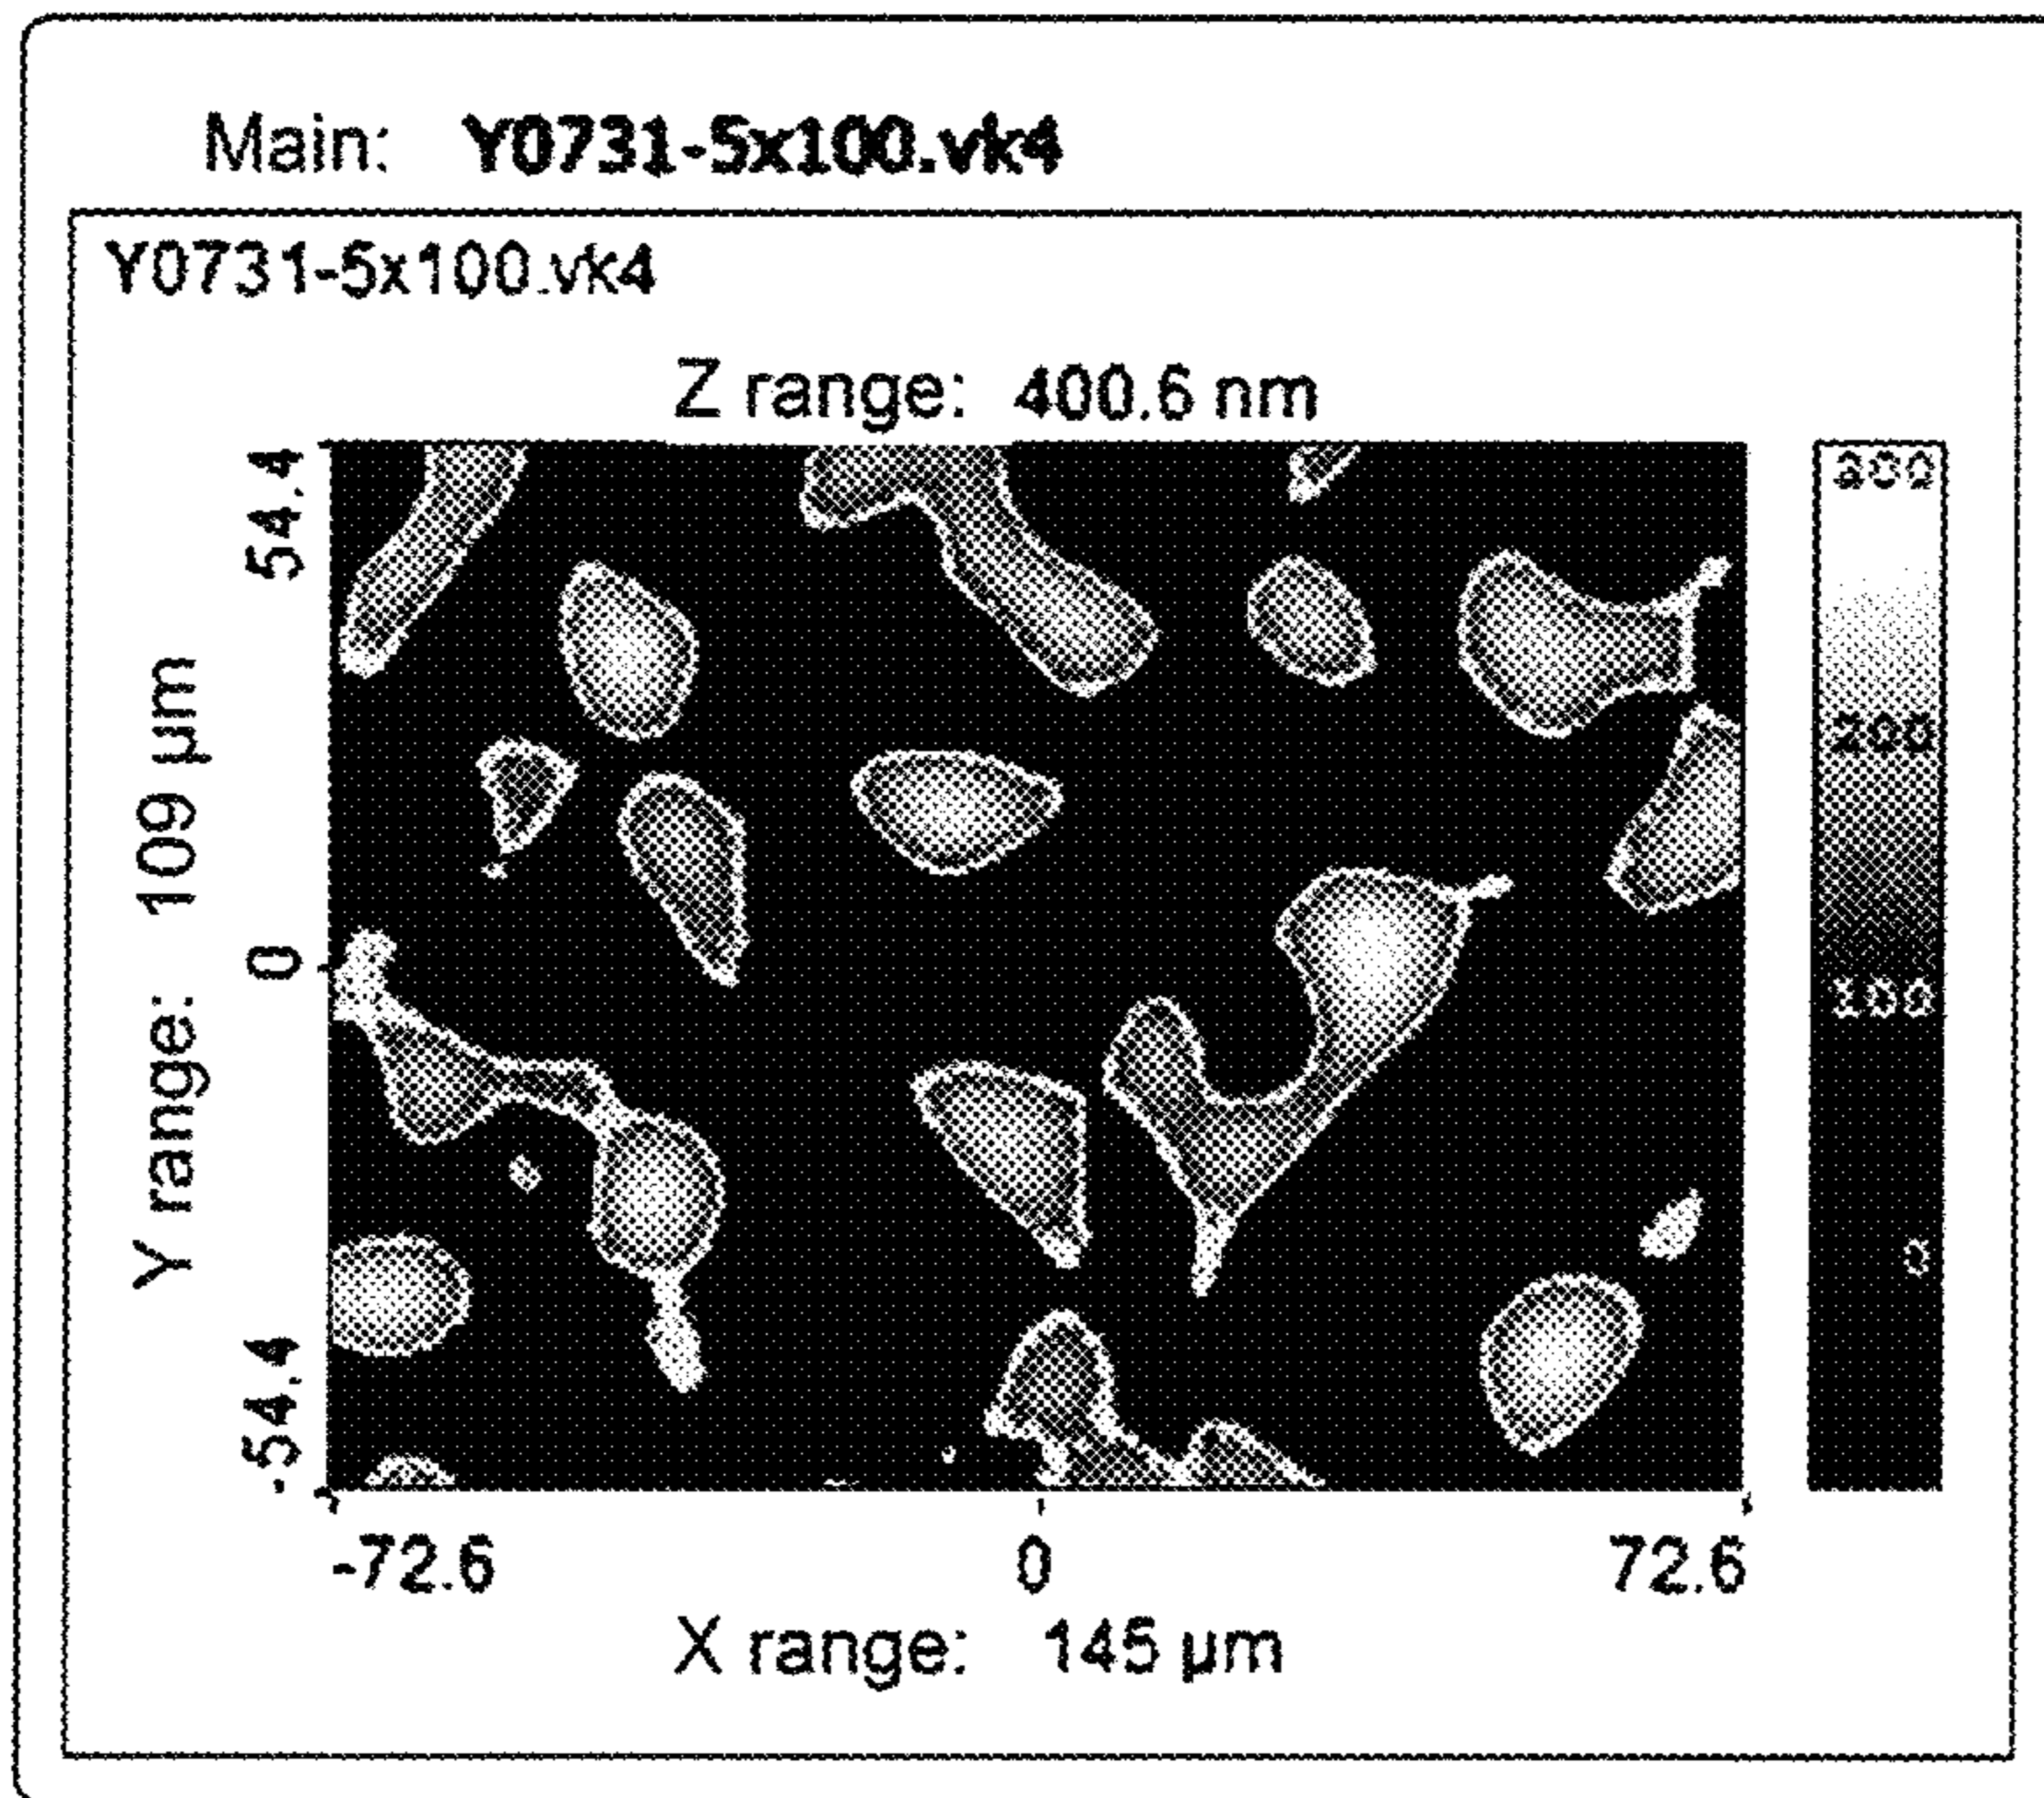 Main: Y0731-5x100.vk4
Y0731-5x100.vk4
Z range: 400.6 nm
54.4
0
-54.4
Y range: 109 µm
-72.6 0 72.6
X range: 145 µm
300
200
100
0